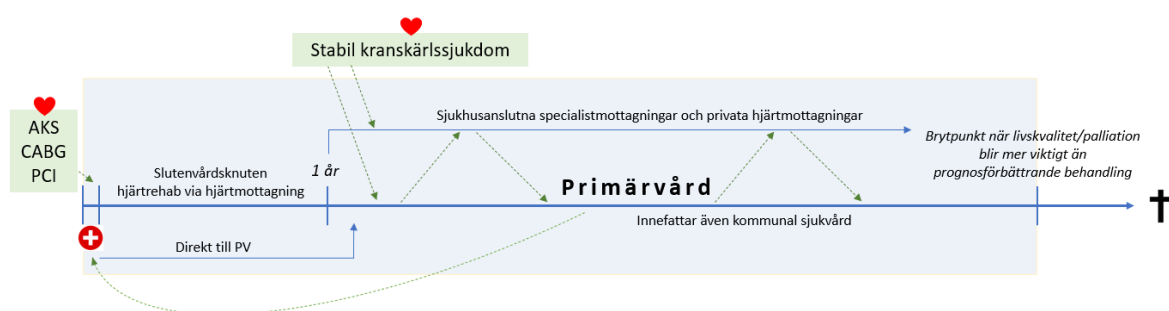 Stabil kranskärlssjukdom
AKS
CABG
PCI
Sjukhusanslutna specialistmottagningar och privata hjärtmottagningar
Brytpunkt när livskvalitet/palliation
blir mer viktigt än
prognosförbättrande behandling
Slutenvårdsknuten
hjärtrehab via hjärtmottagning
1 år
Primärvård
Innefattar även kommunal sjukvård
Direkt till PV